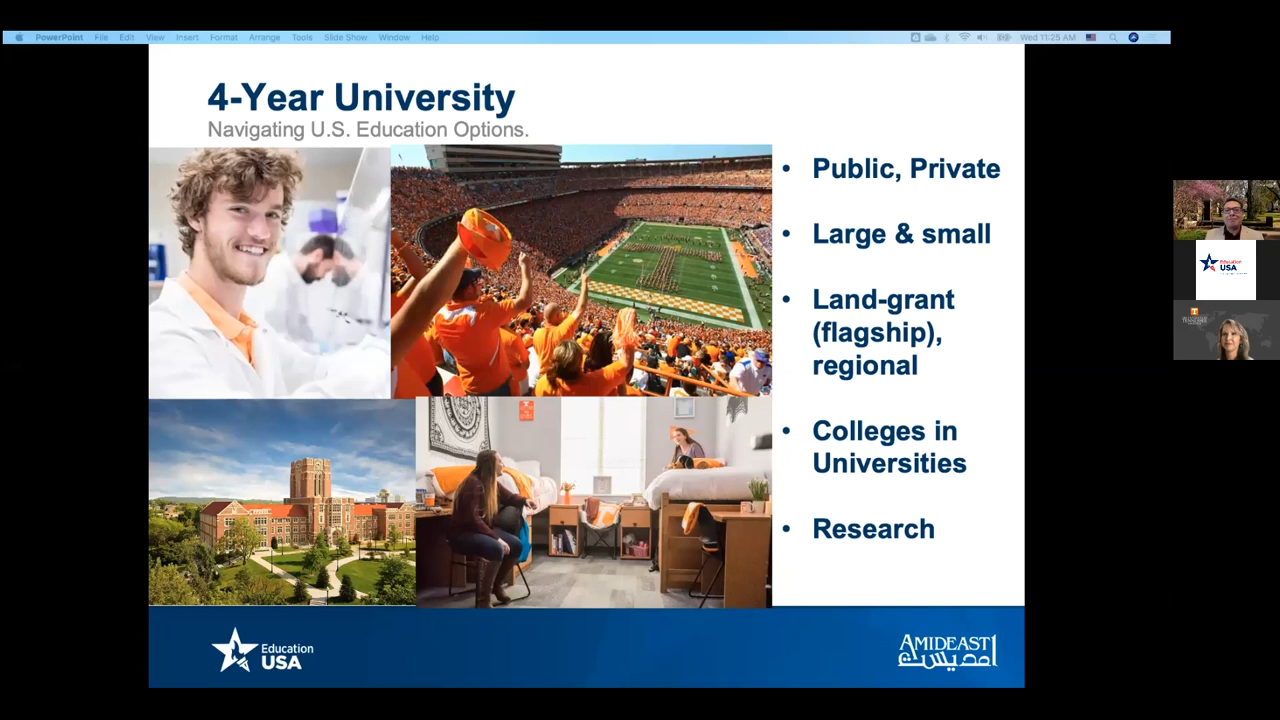 PowerPoint File Edit View Insert Format Arrange Tools Slide Show Window Help
Wed 11:25 AM
4-Year University
Navigating U.S. Education Options.
• Public, Private
• Large & small
• Land-grant
(flagship),
regional
• Colleges in
Universities
• Research
Education
USA
AMIDEAST
أمديست
Education
USA
T
TENNESSEE